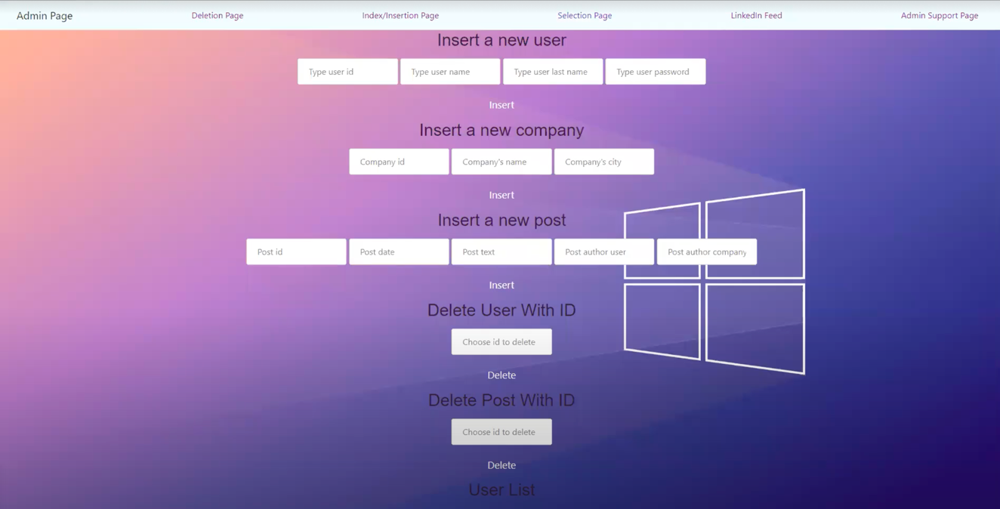 Admin Page Deletion Page Index/Insertion Page Selection Page LinkedIn Feed Admin Support Page
Insert a new user
Type user id Type user name Type user last name Type user password
Insert
Insert a new company
Company id Company's name Company's city
Insert
Insert a new post
Post id Post date Post text Post author user Post author company
Insert
Delete User With ID
Choose id to delete
Delete
Delete Post With ID
Choose id to delete
Delete
User List